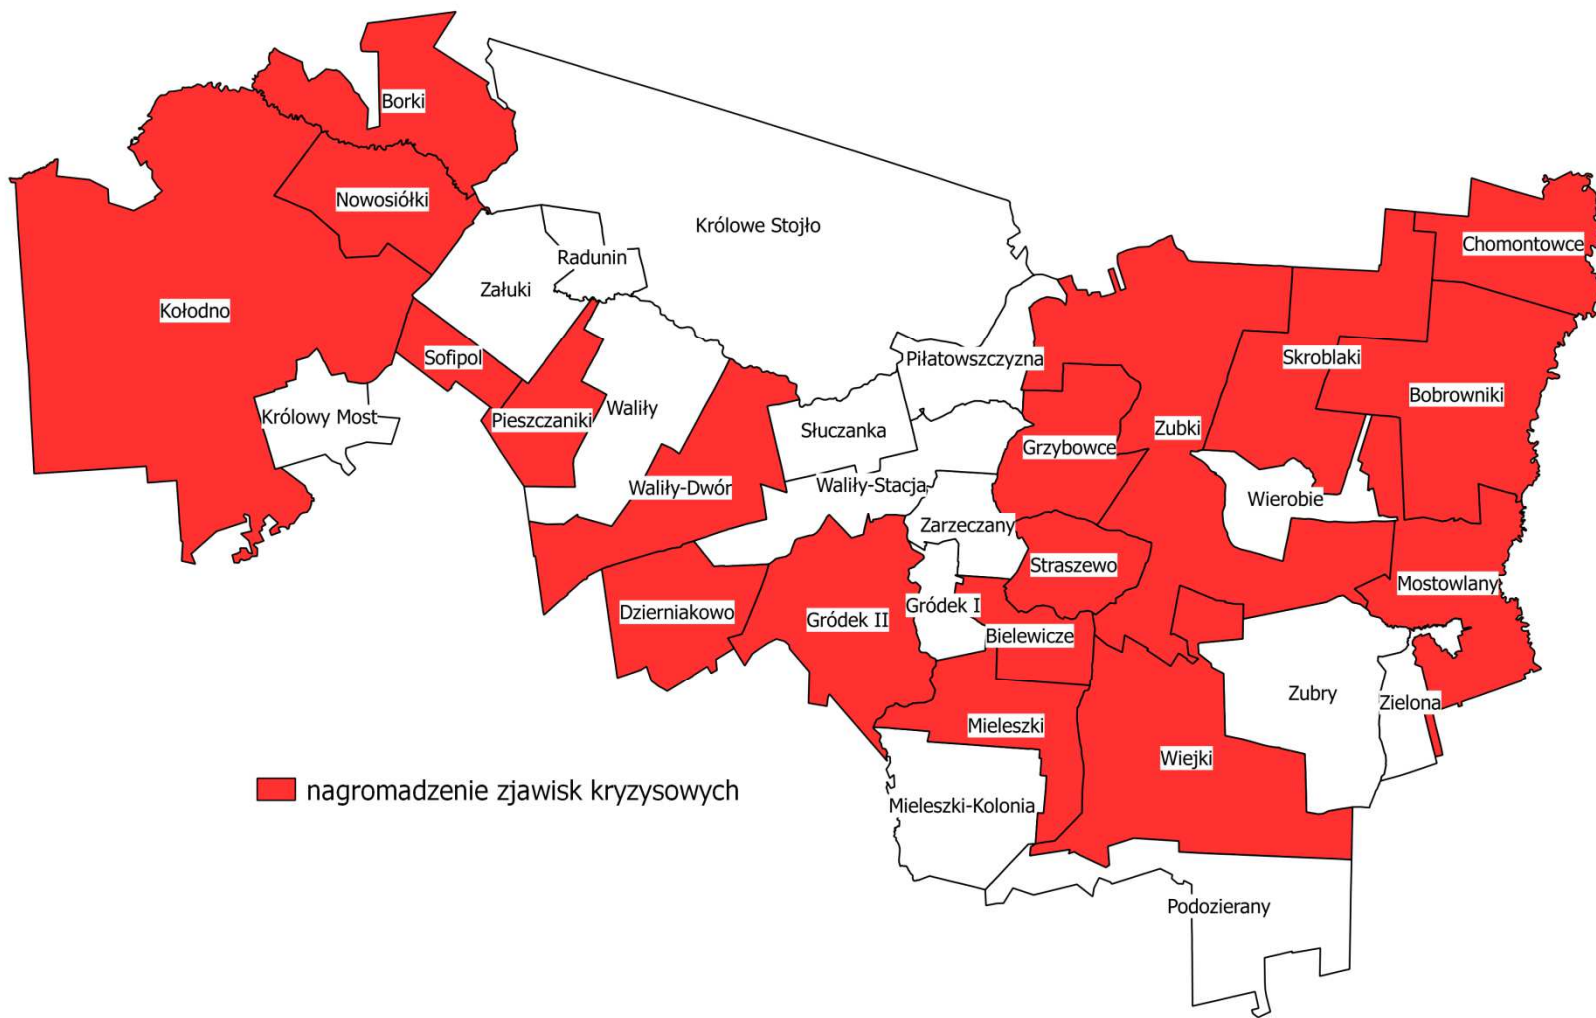 Borki
Nowosiółki
Królowe Stojło
Chomontowce
Radunin
Załuki
Kołodno
Sofipol
Piłatowszczyzna
Skroblaki
Bobrowniki
Królowy Most
Pieszczaniki
Waliły
Słuczanka
Grzybowce
Zubki
Waliły-Dwór
Waliły-Stacja
Wierobie
Zarzeczany
Straszewo
Mostowlany
Dzierniakowo
Gródek II
Gródek I
Bielewicze
Zubry
Zielona
Mieleszki
Wiejki
nagromadzenie zjawisk kryzysowych
Mieleszki-Kolonia
Podozierany